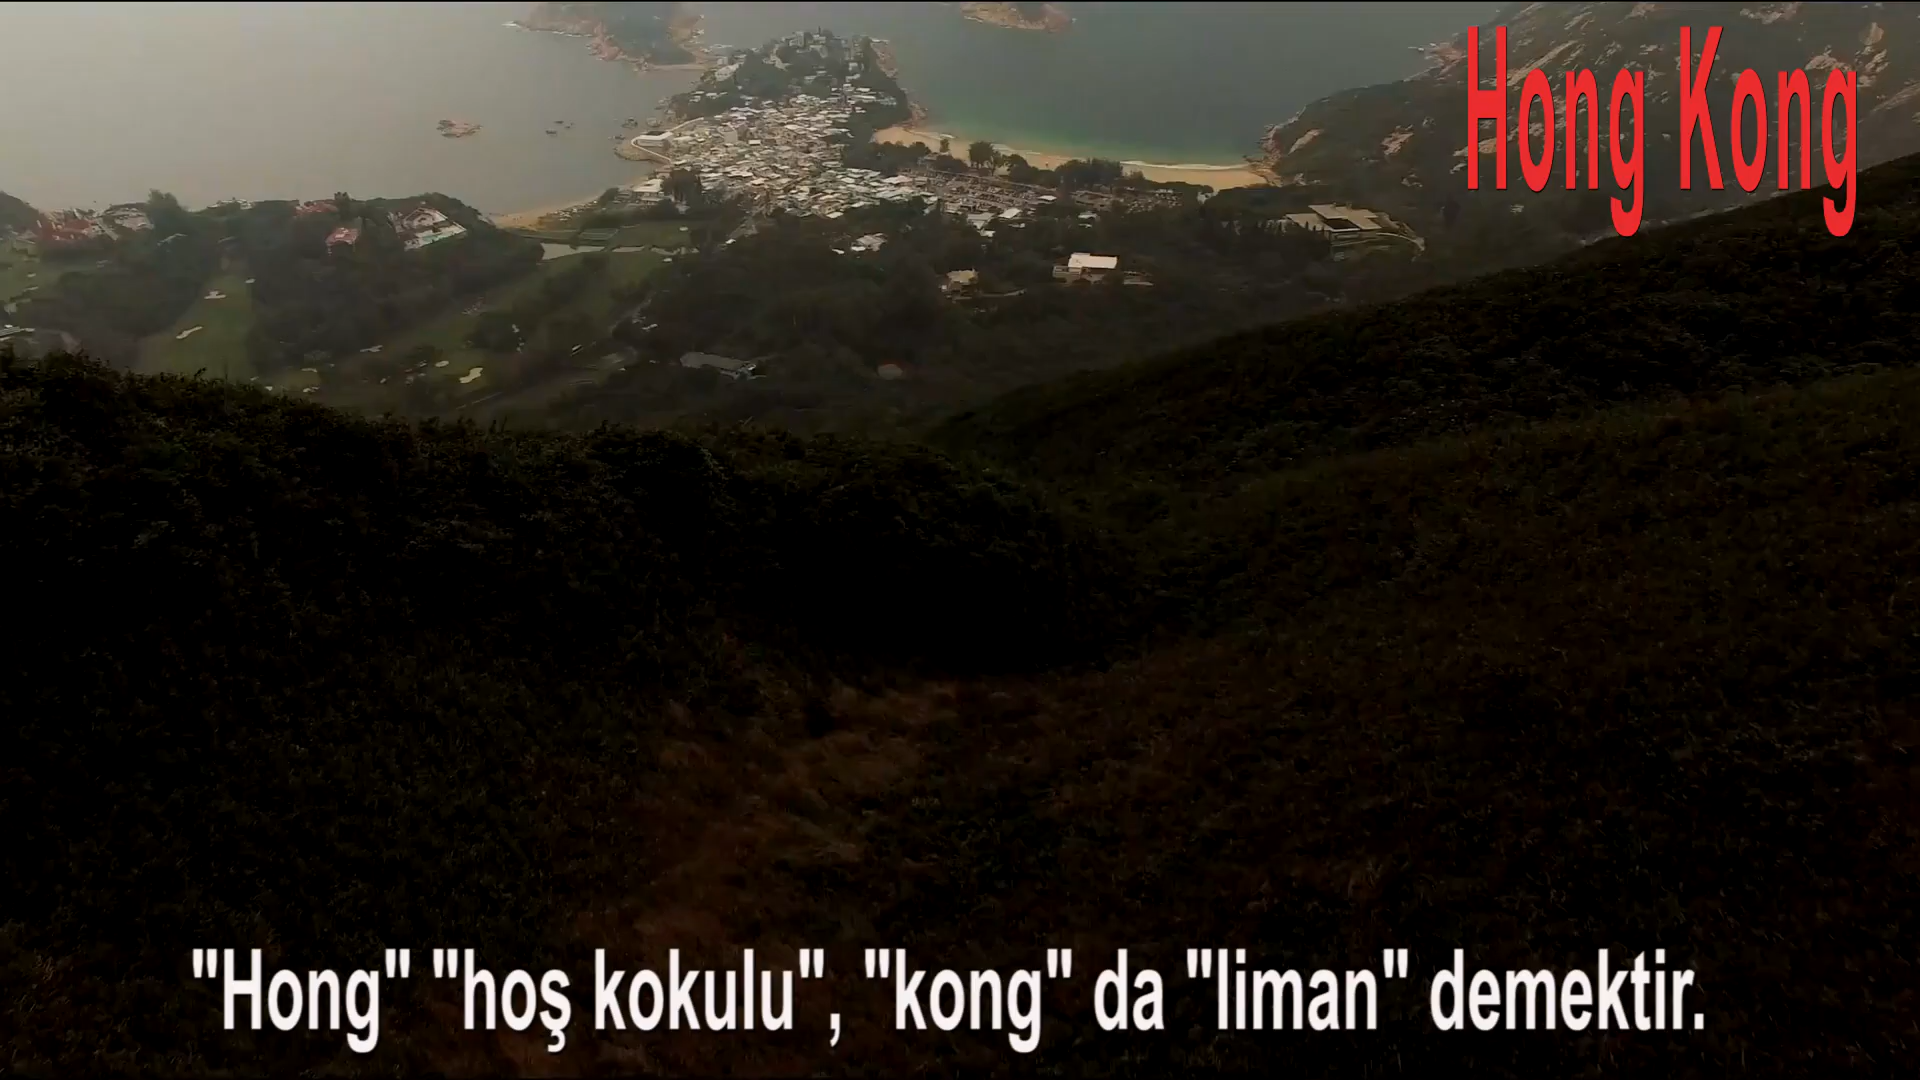 Hong Kong
"Hong" "hoş kokulu", "kong" da "liman" demektir.